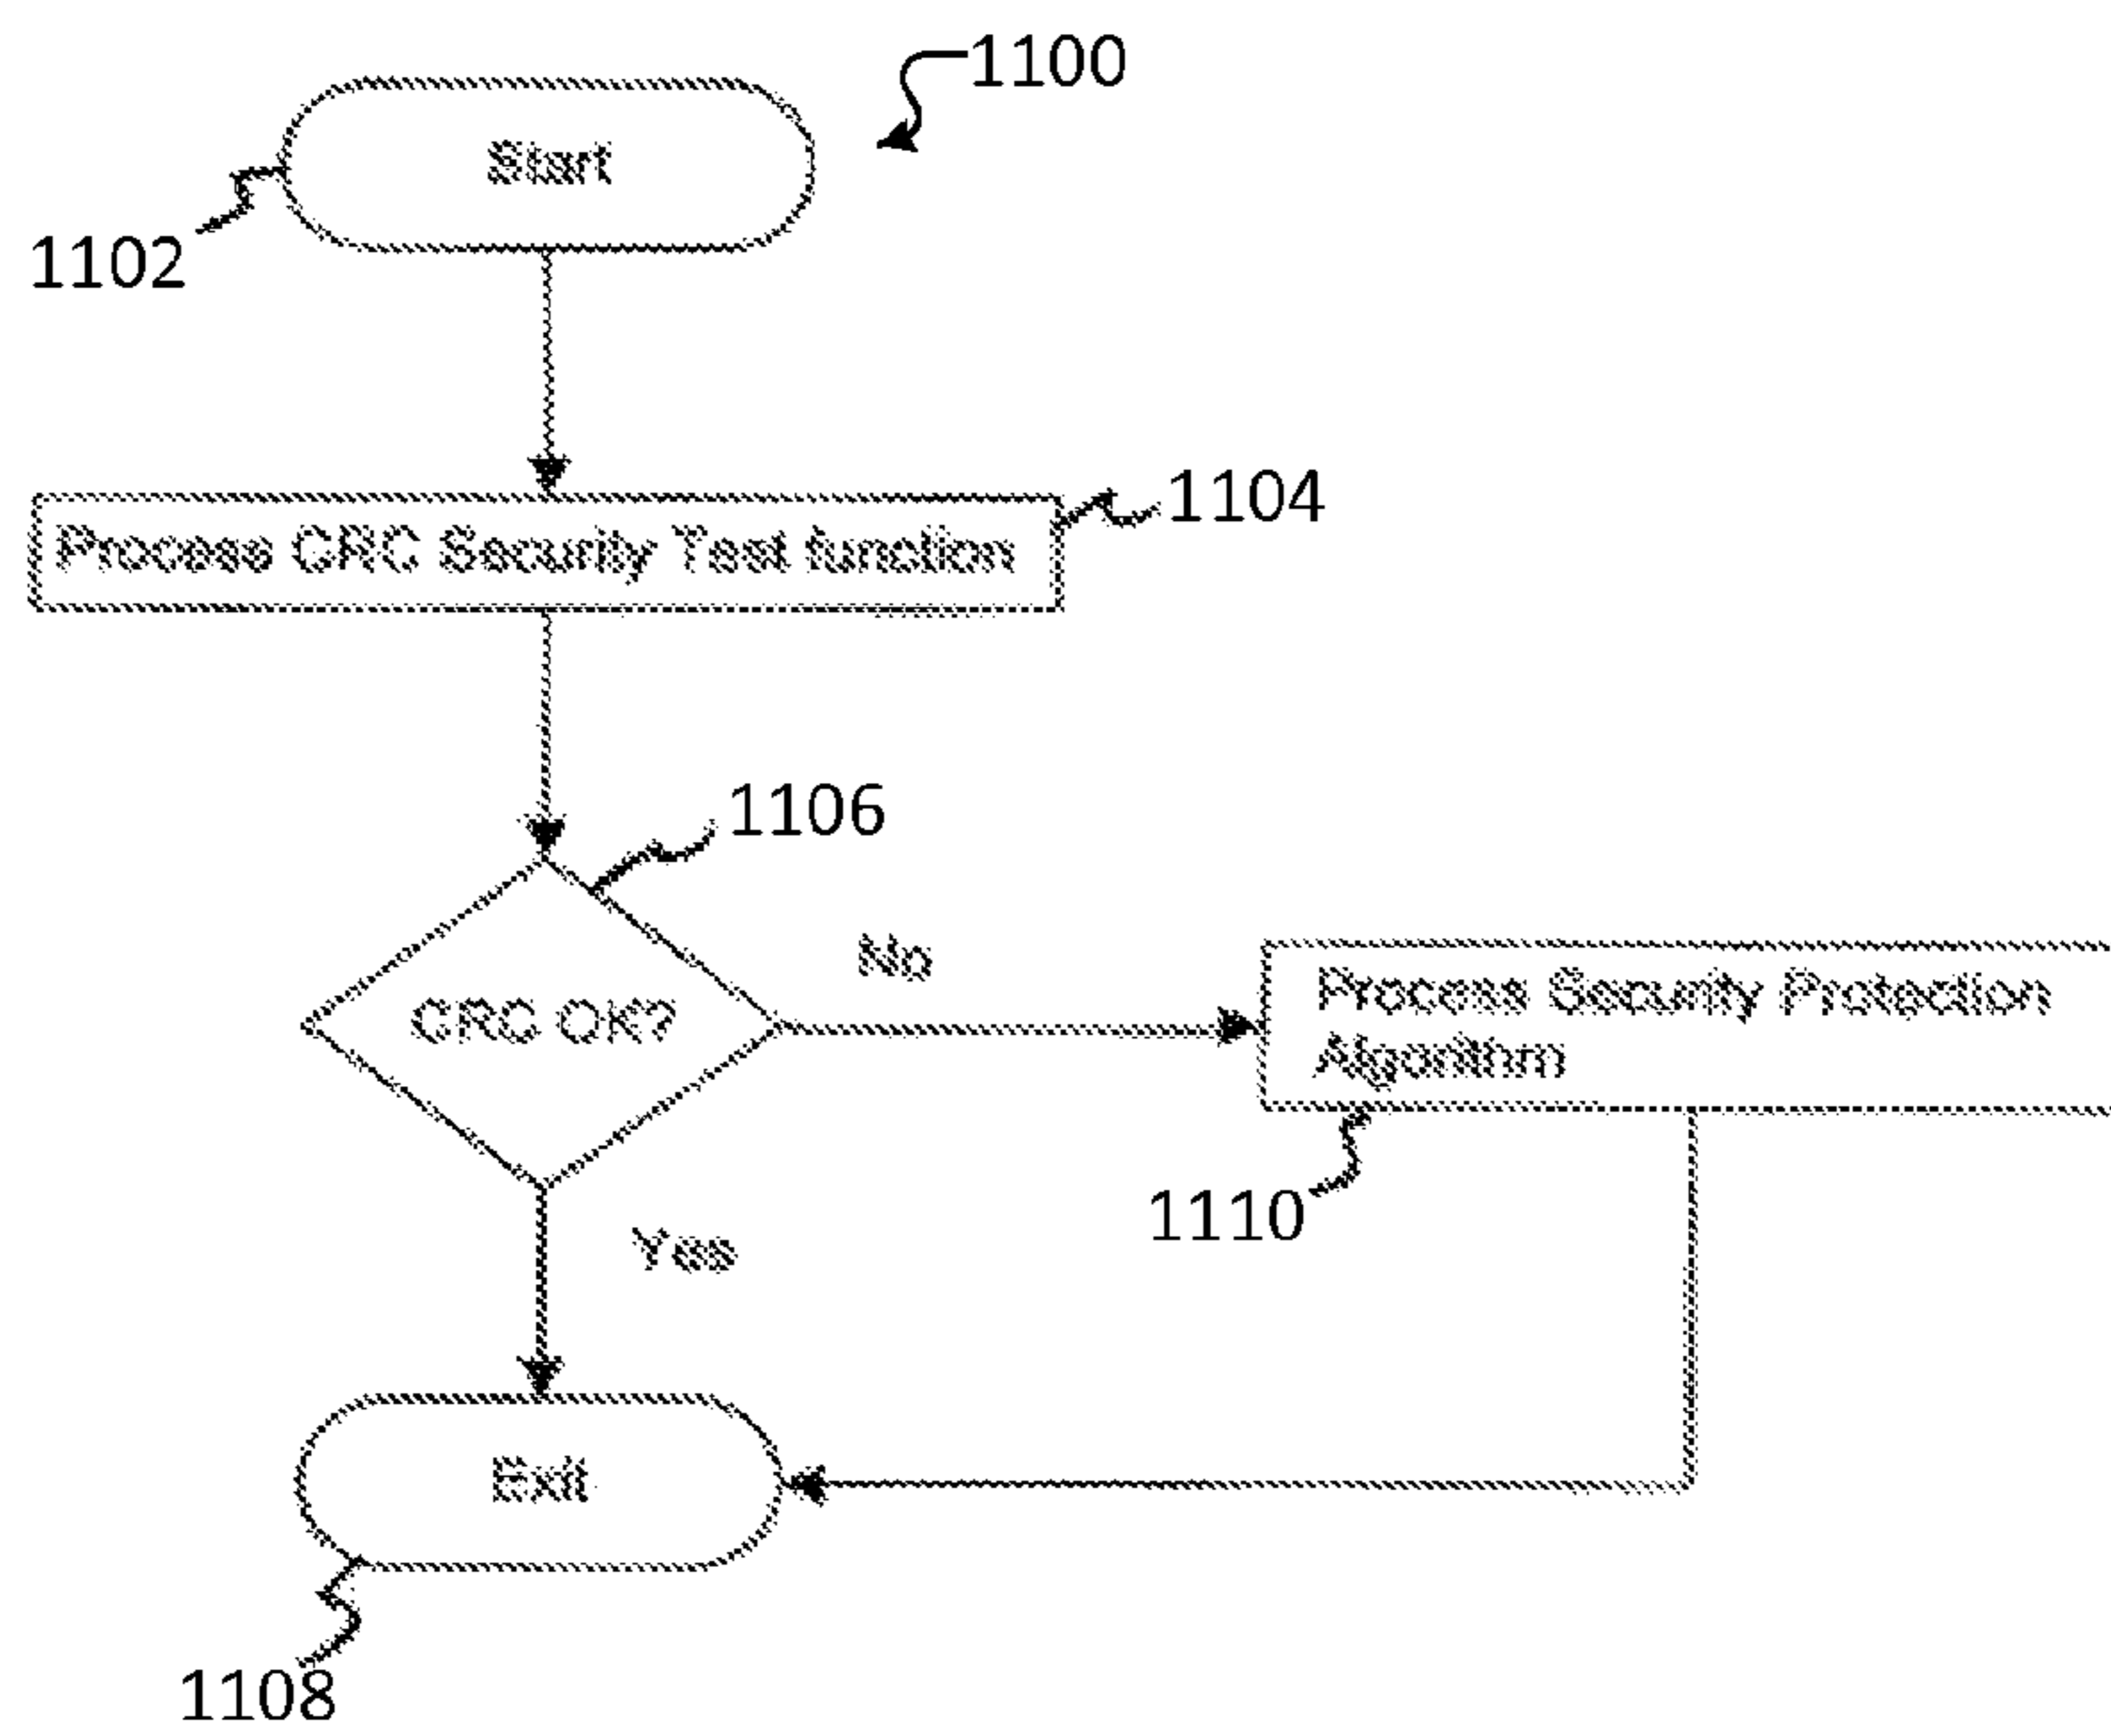 1100
Start
1102
Process CRC Security Test function
1104
1106
No
CRC OK?
Process Security Protection
Algorithm
1110
Yes
Exit
1108